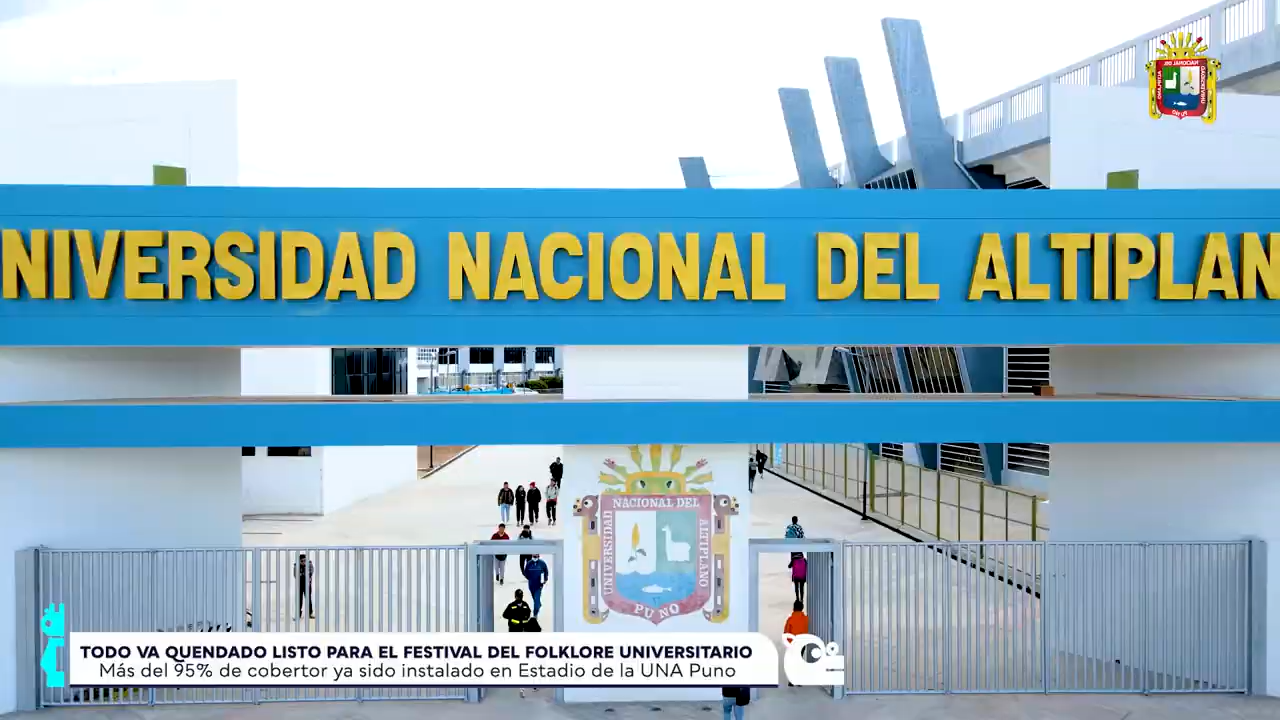 NIVERSIDAD NACIONAL DEL ALTIPLAN
NACIONAL DEL
UNIVERSIDAD
ALTIPLANO
PUNO
TODO VA QUENDADO LISTO PARA EL FESTIVAL DEL FOLKLORE UNIVERSITARIO
Más del 95% de cobertor ya sido instalado en Estadio de la UNA Puno